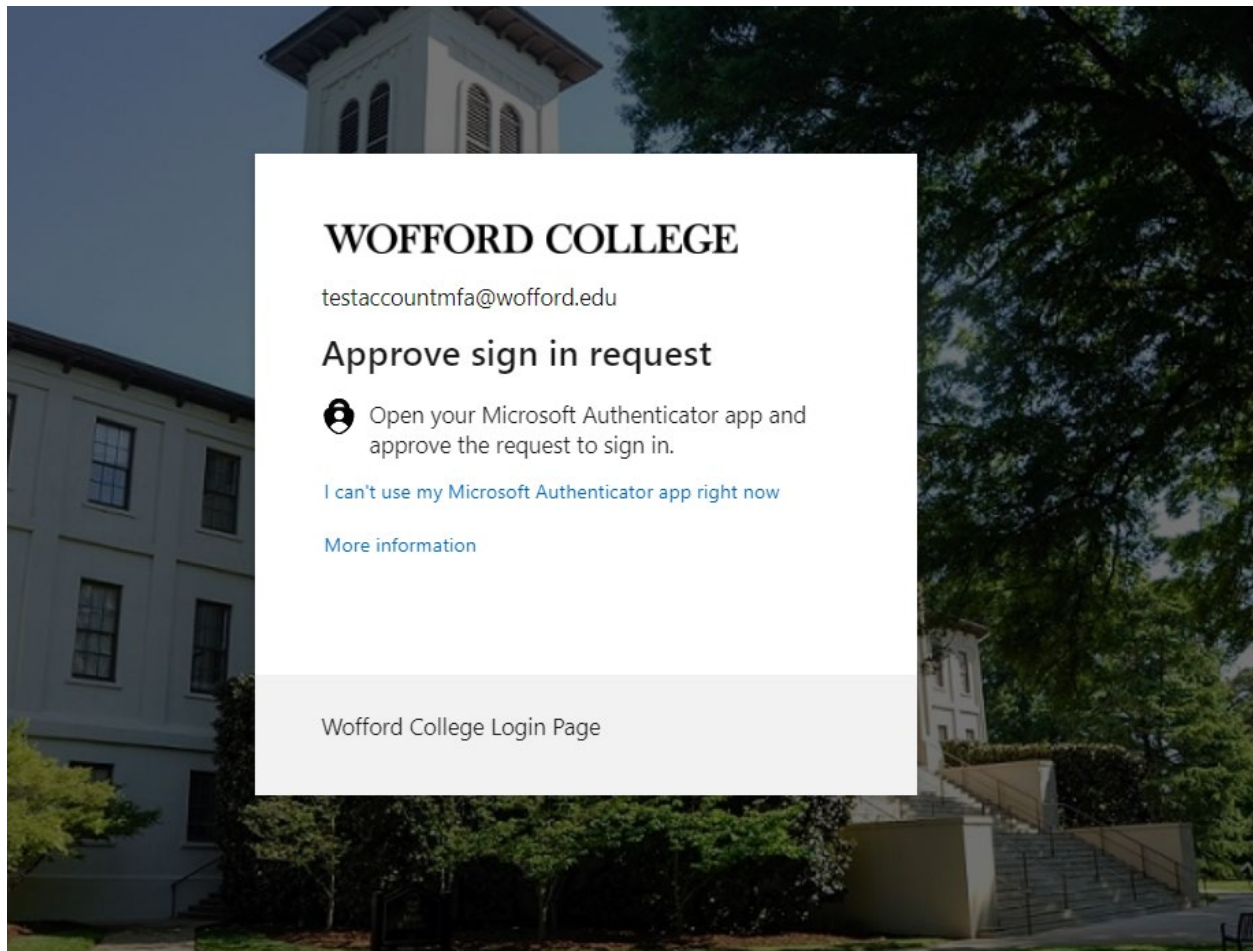 WOFFORD COLLEGE
testaccountmfa@wofford.edu
Approve sign in request
Open your Microsoft Authenticator app and
approve the request to sign in.
I can't use my Microsoft Authenticator app right now
More information
Wofford College Login Page